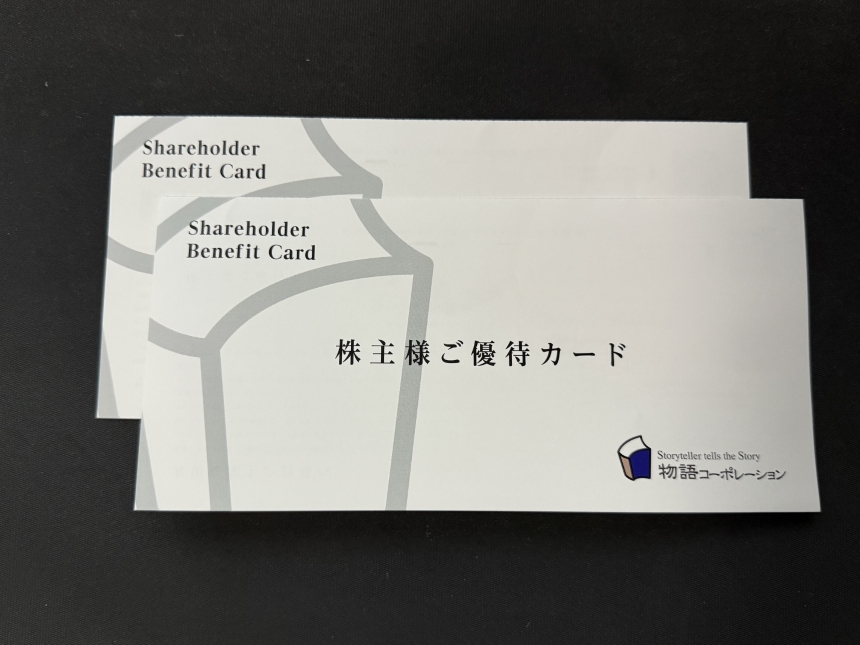 Shareholder
Benefit Card
Shareholder
Benefit Card
株主様ご優待カード
Storyteller tells the Story
物語コーポレーション